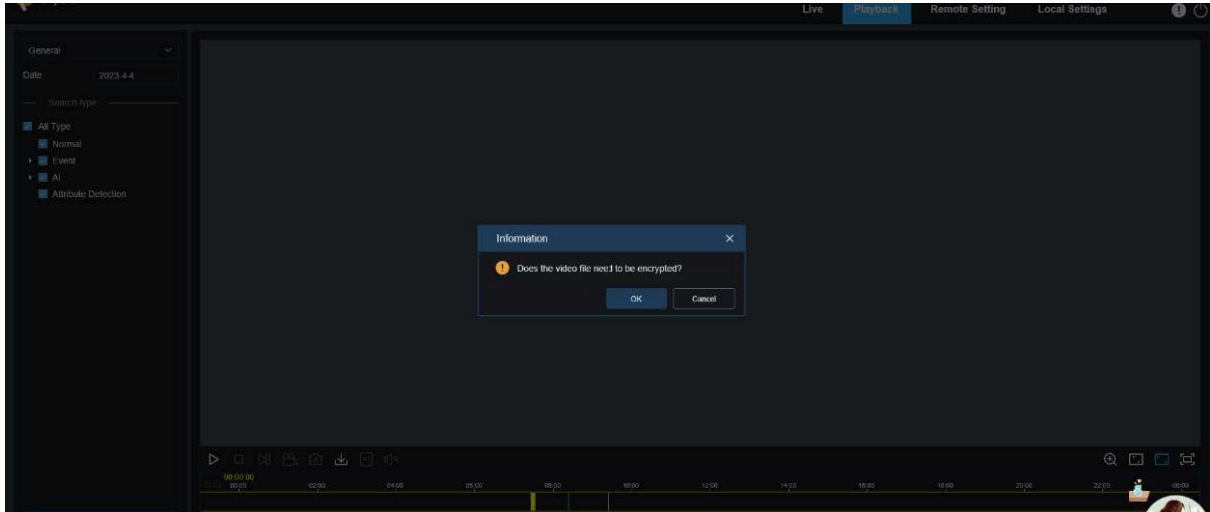 Live Playback Remote Setting Local Settings
General
Date 2023-4-4
Search type
All Type
Normal
Event
AI
Attribute Detection
Information
Does the video file need to be encrypted?
OK Cancel
00:00:00
00:00 02:00 04:00 06:00 08:00 10:00 12:00 14:00 16:00 18:00 20:00 22:00 00:00